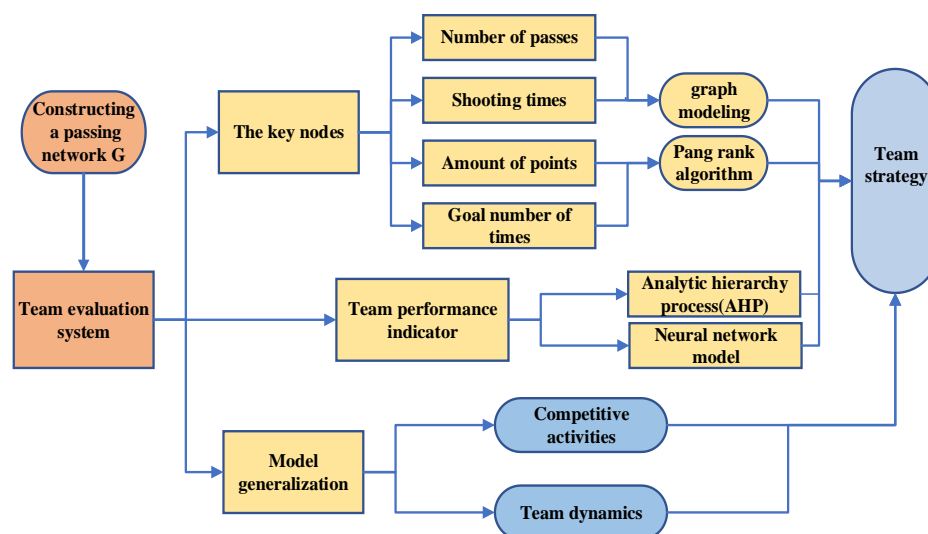 Constructing
a passing
network G
Team evaluation
system
The key nodes
Number of passes
Shooting times
Amount of points
Goal number of
times
graph
modeling
Pang rank
algorithm
Team
strategy
Team performance
indicator
Analytic hierarchy
process(AHP)
Neural network
model
Model
generalization
Competitive
activities
Team dynamics